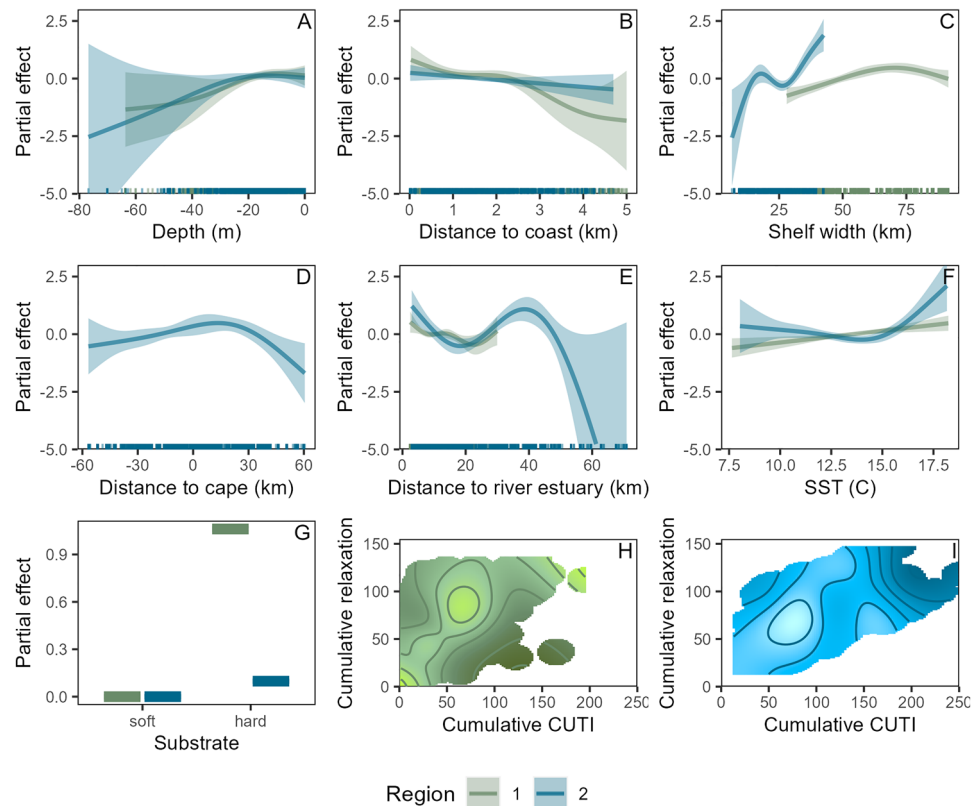 A
B
C
2.5
0.0
-2.5
-5.0
Partial effect
-80
-60
-40
-20
0
Depth (m)
2.5
0.0
-2.5
-5.0
Partial effect
0
1
2
3
4
5
Distance to coast (km)
2.5
0.0
-2.5
-5.0
Partial effect
25
50
75
Shelf width (km)
D
E
F
2.5
0.0
-2.5
-5.0
Partial effect
-60
-30
0
30
60
Distance to cape (km)
2.5
0.0
-2.5
-5.0
Partial effect
0
20
40
60
Distance to river estuary (km)
2.5
0.0
-2.5
-5.0
Partial effect
7.5
10.0
12.5
15.0
17.5
SST (C)
G
H
I
0.9
0.6
0.3
0.0
Partial effect
soft
hard
Substrate
150
100
50
0
Cumulative relaxation
0
50
100
150
200
250
Cumulative CUTI
150
100
50
0
Cumulative relaxation
0
50
100
150
200
250
Cumulative CUTI
Region
1
2